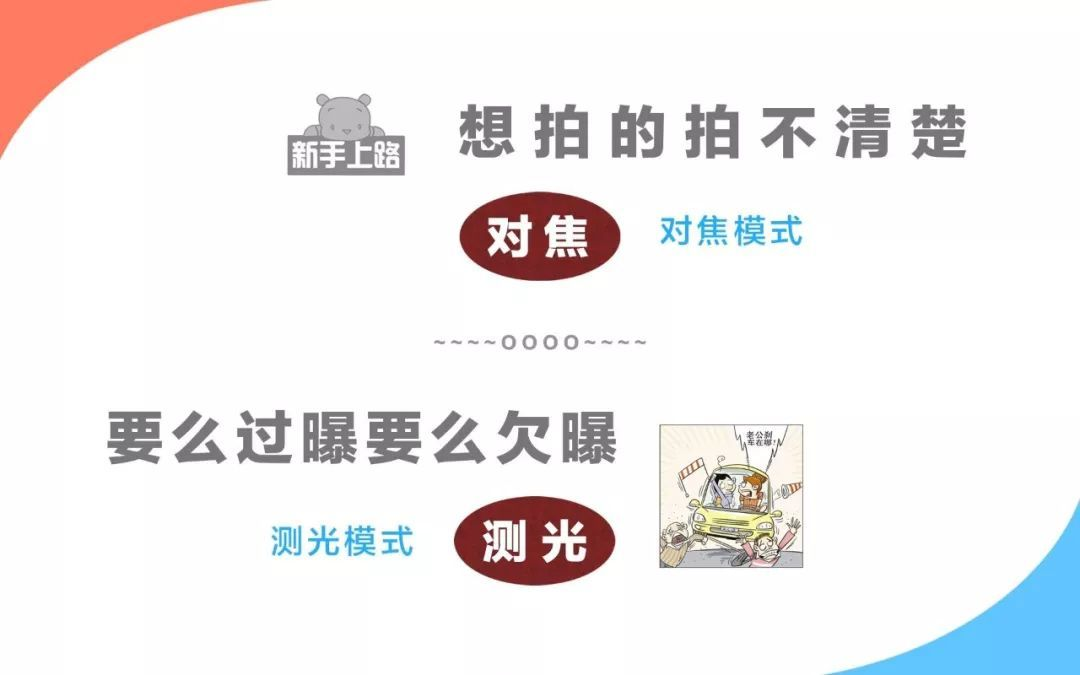 新手上路
想拍的拍不清楚
对焦
对焦模式
~~~~OOOO~~~~
要么过曝要么欠曝
测光模式
测光
老公刹
车在哪!